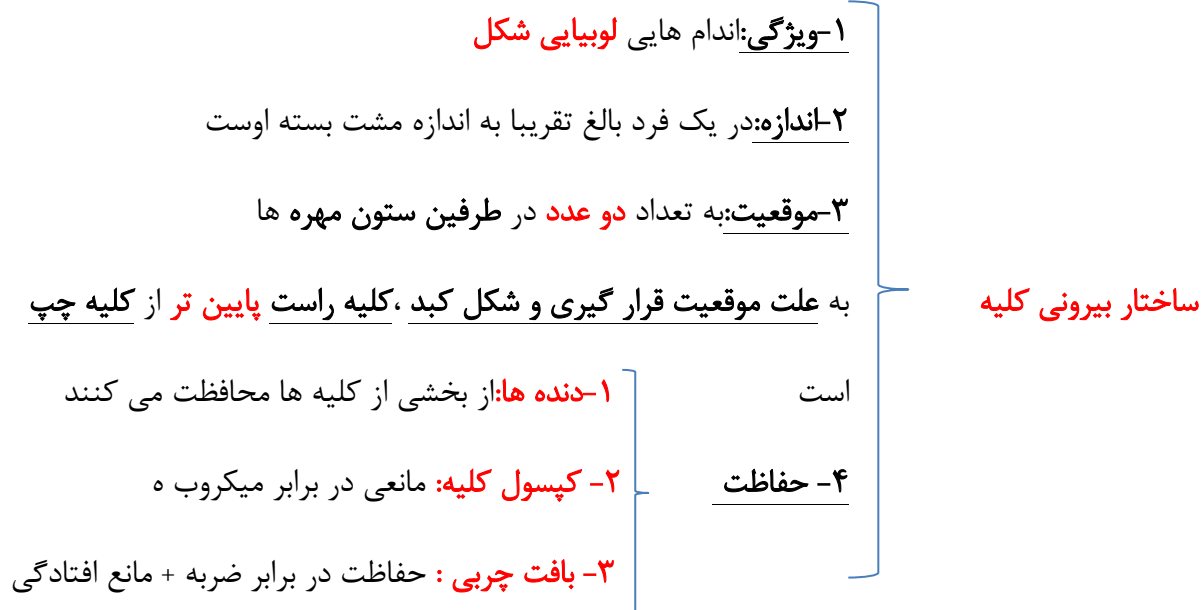 ساختار بیرونی کلیه
۱-ویژگی:اندام هایی لوبیایی شکل
۲-اندازه:در یک فرد بالغ تقریبا به اندازه مشت بسته اوست
۳-موقعیت:به تعداد دو عدد در طرفین ستون مهره ها
به علت موقعیت قرار گیری و شکل کبد ،کلیه راست پایین تر از کلیه چپ
است
۴- حفاظت
۱-دنده ها:از بخشی از کلیه ها محافظت می کنند
۲- کپسول کلیه: مانعی در برابر میکروب ه
۳- بافت چربی : حفاظت در برابر ضربه + مانع افتادگی